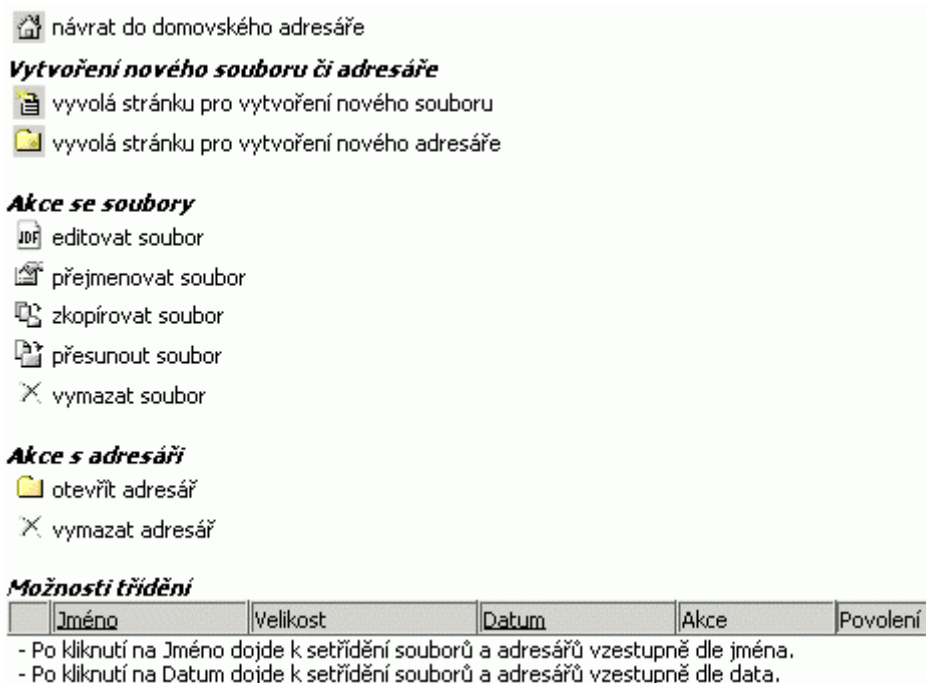 návrat do domovského adresáře
Vytvoření nového souboru či adresáře
vyvolá stránku pro vytvoření nového souboru
vyvolá stránku pro vytvoření nového adresáře
Akce se soubory
JDF editovat soubor
přejmenovat soubor
zkopírovat soubor
přesunout soubor
vymazat soubor
Akce s adresáři
otevřít adresář
vymazat adresář
Možnosti třídění
Jméno Velikost Datum Akce Povolení
- Po kliknutí na Jméno dojde k setřídění souborů a adresářů vzestupně dle jména.
- Po kliknutí na Datum dojde k setřídění souborů a adresářů vzestupně dle data.